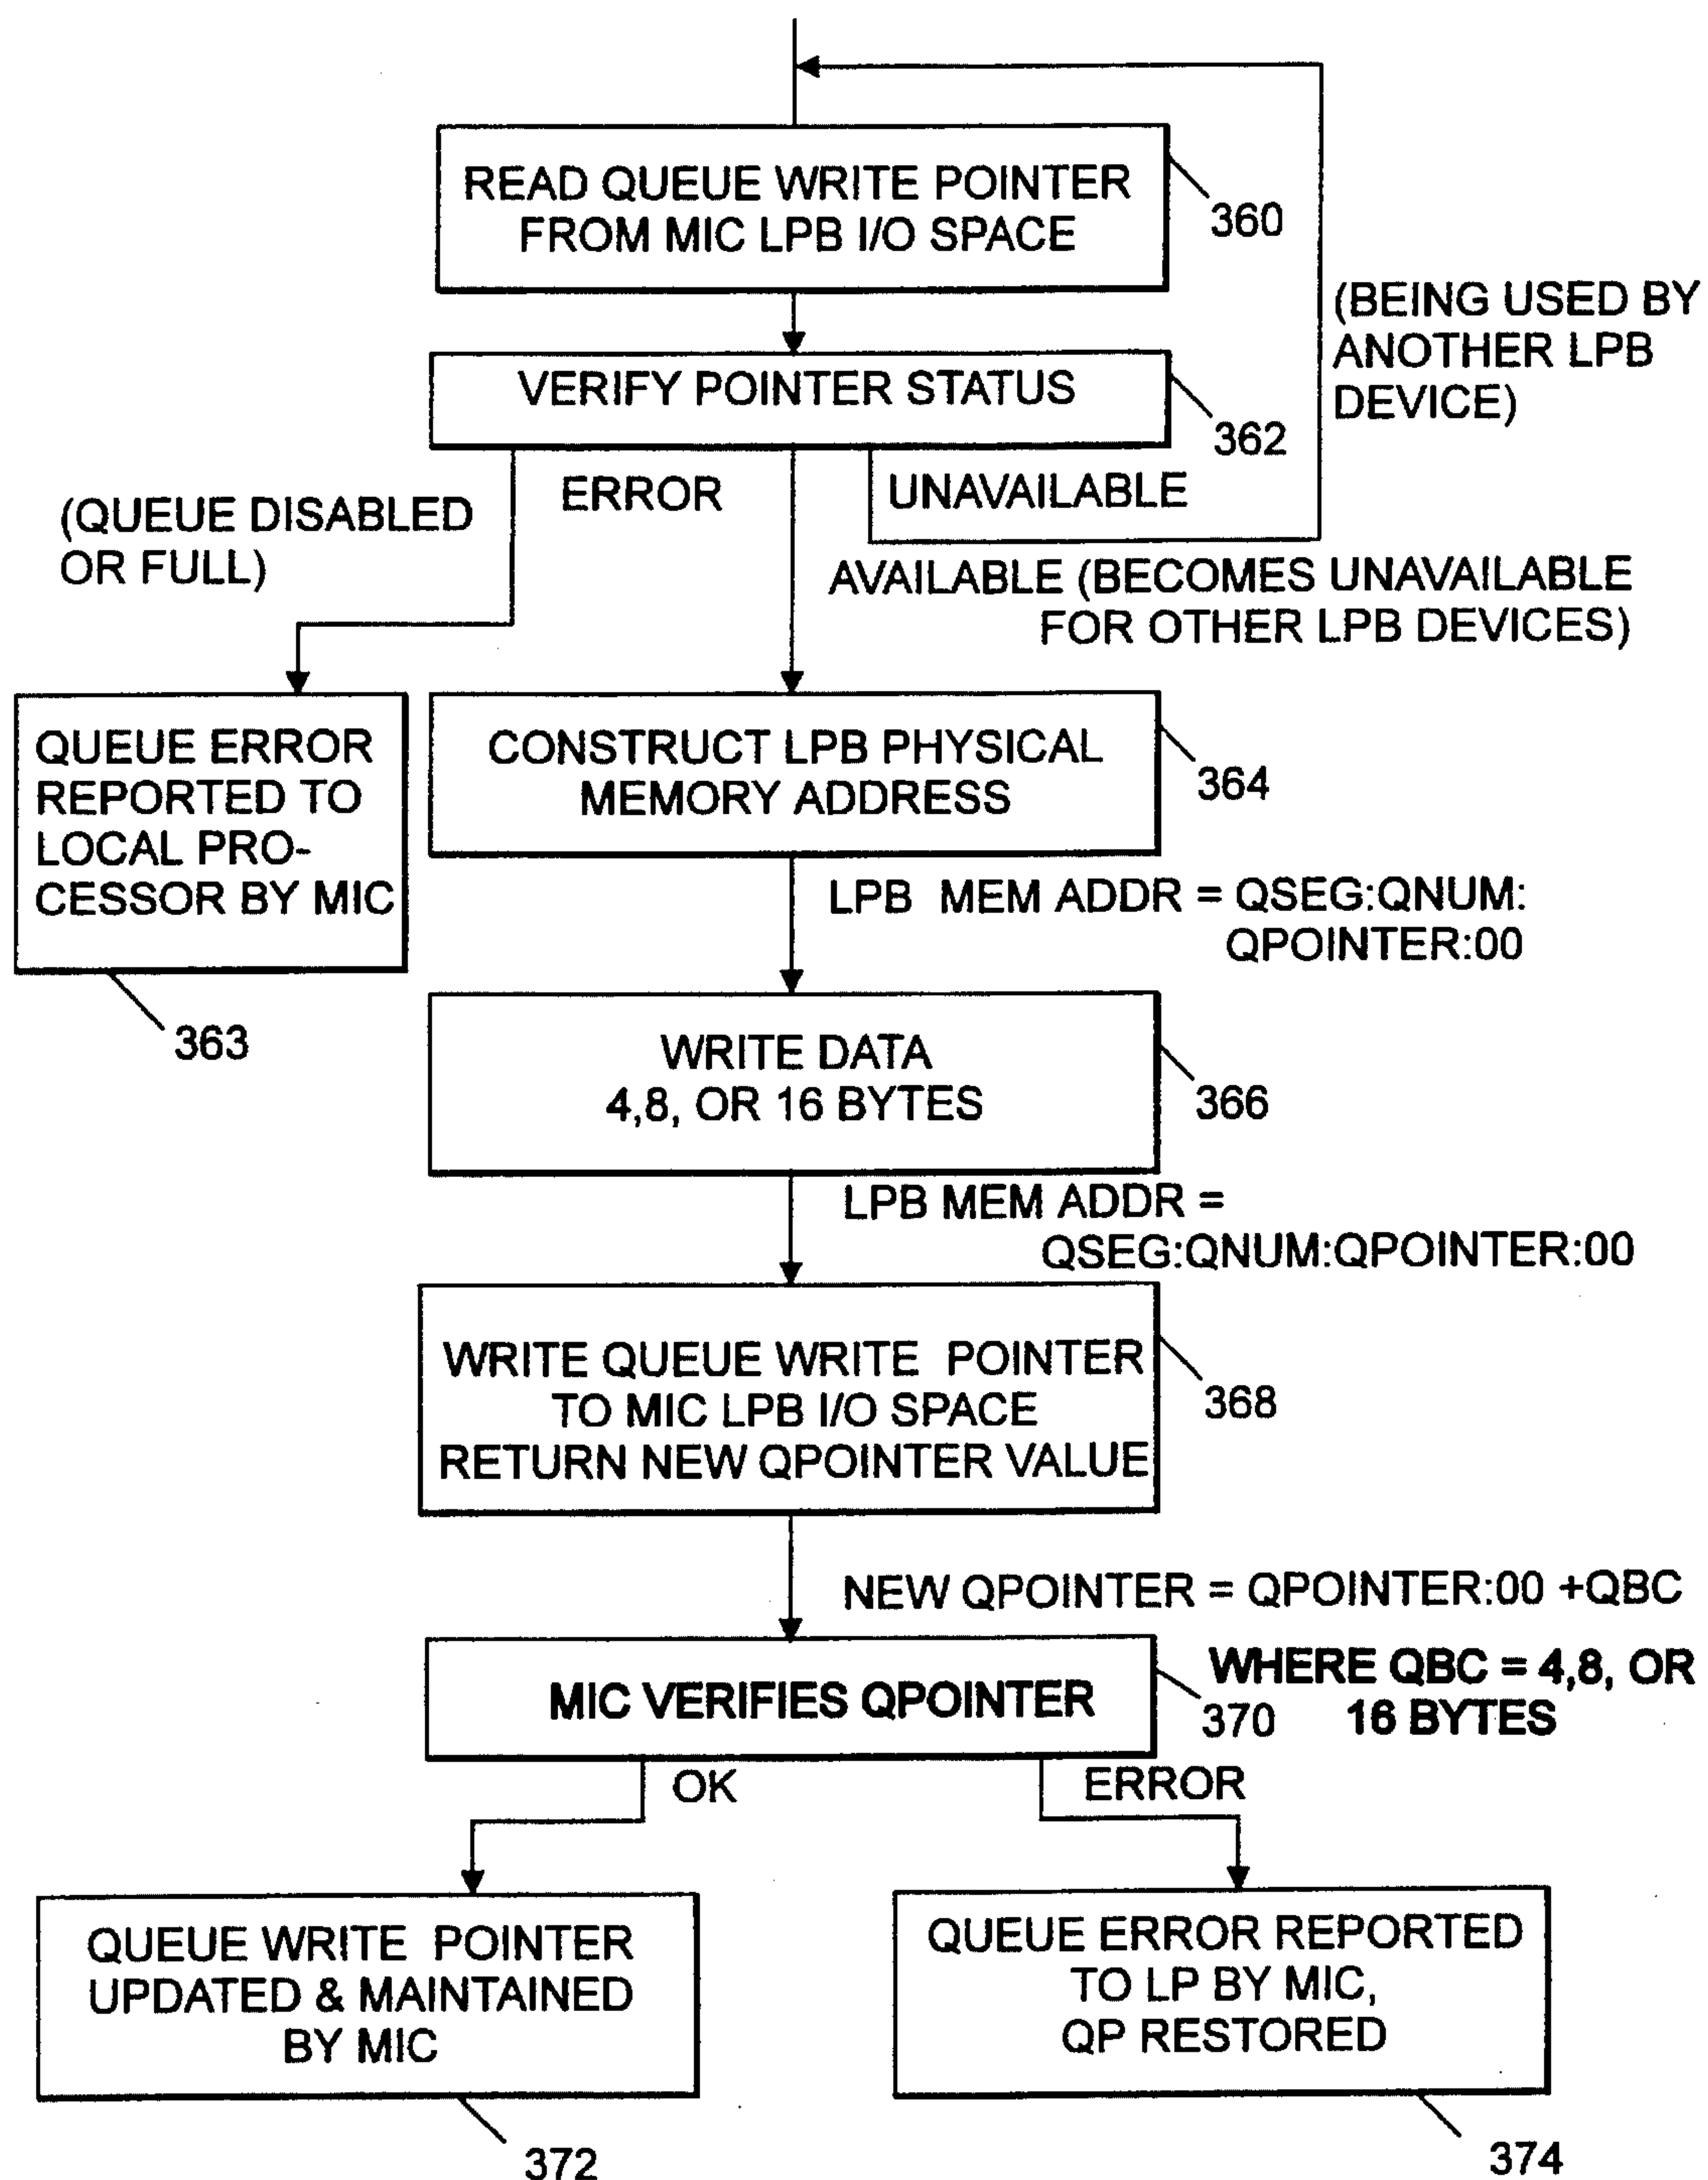 READ QUEUE WRITE POINTER
FROM MIC LPB I/O SPACE
360
(BEING USED BY
ANOTHER LPB
DEVICE)
VERIFY POINTER STATUS
362
ERROR
UNAVAILABLE
(QUEUE DISABLED
OR FULL)
AVAILABLE (BECOMES UNAVAILABLE
FOR OTHER LPB DEVICES)
QUEUE ERROR
REPORTED TO
LOCAL PRO-
CESSOR BY MIC
363
CONSTRUCT LPB PHYSICAL
MEMORY ADDRESS
364
LPB MEM ADDR = QSEG:QNUM:
QPOINTER:00
WRITE DATA
4,8, OR 16 BYTES
366
LPB MEM ADDR =
QSEG:QNUM:QPOINTER:00
WRITE QUEUE WRITE POINTER
TO MIC LPB I/O SPACE
RETURN NEW QPOINTER VALUE
368
NEW QPOINTER = QPOINTER:00 +QBC
WHERE QBC = 4,8, OR
16 BYTES
MIC VERIFIES QPOINTER
370
OK
ERROR
QUEUE WRITE POINTER
UPDATED & MAINTAINED
BY MIC
372
QUEUE ERROR REPORTED
TO LP BY MIC,
QP RESTORED
374